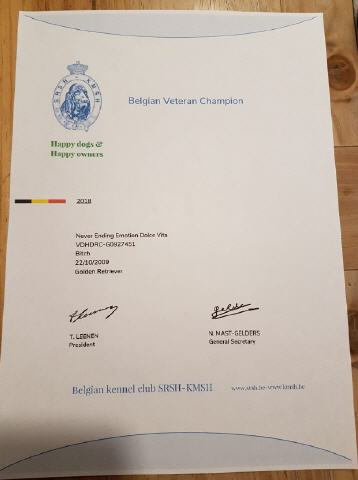 SRSH - KMSH
Belgian Veteran Champion
Happy dogs &
Happy owners
2018
Never Ending Emotion Dolce Vita
VDHDRC-G0927451
Bitch
22/10/2009
Golden Retriever
T. LEENEN
President
N. MAST-GELDERS
General Secretary
Belgian kennel club SRSH-KMSH
www.srsh.be-www.kmsh.be